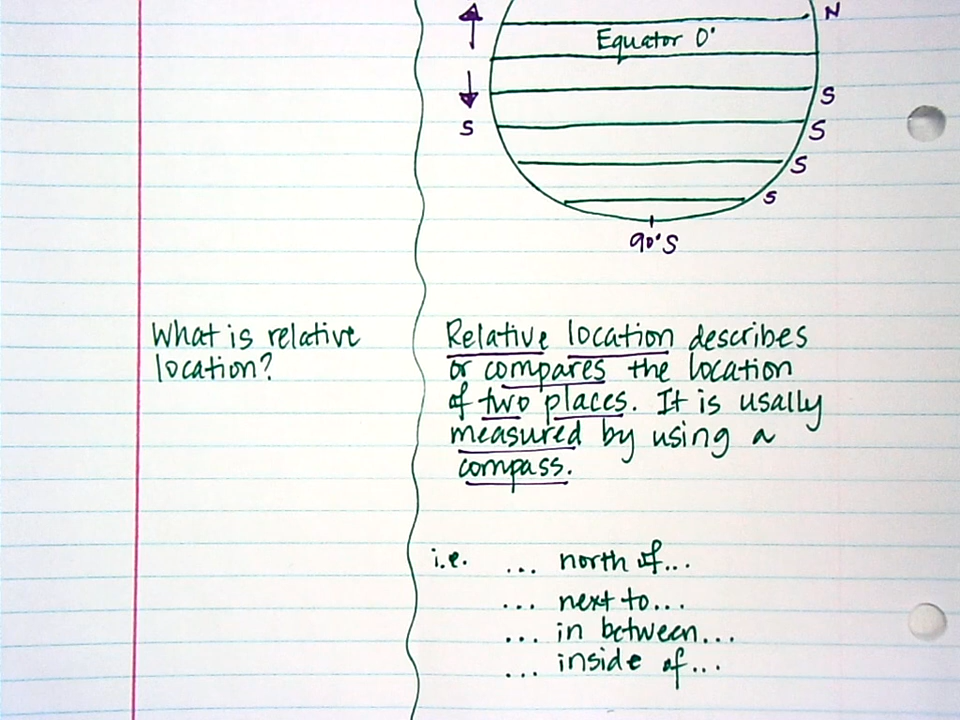 N
Equator 0°
S
S
S
S
S
90°S
What is relative
location?
Relative location describes
or compares the location
of two places. It is usally
measured by using a
compass.
i.e. ... north of...
... next to...
... in between...
... inside of...